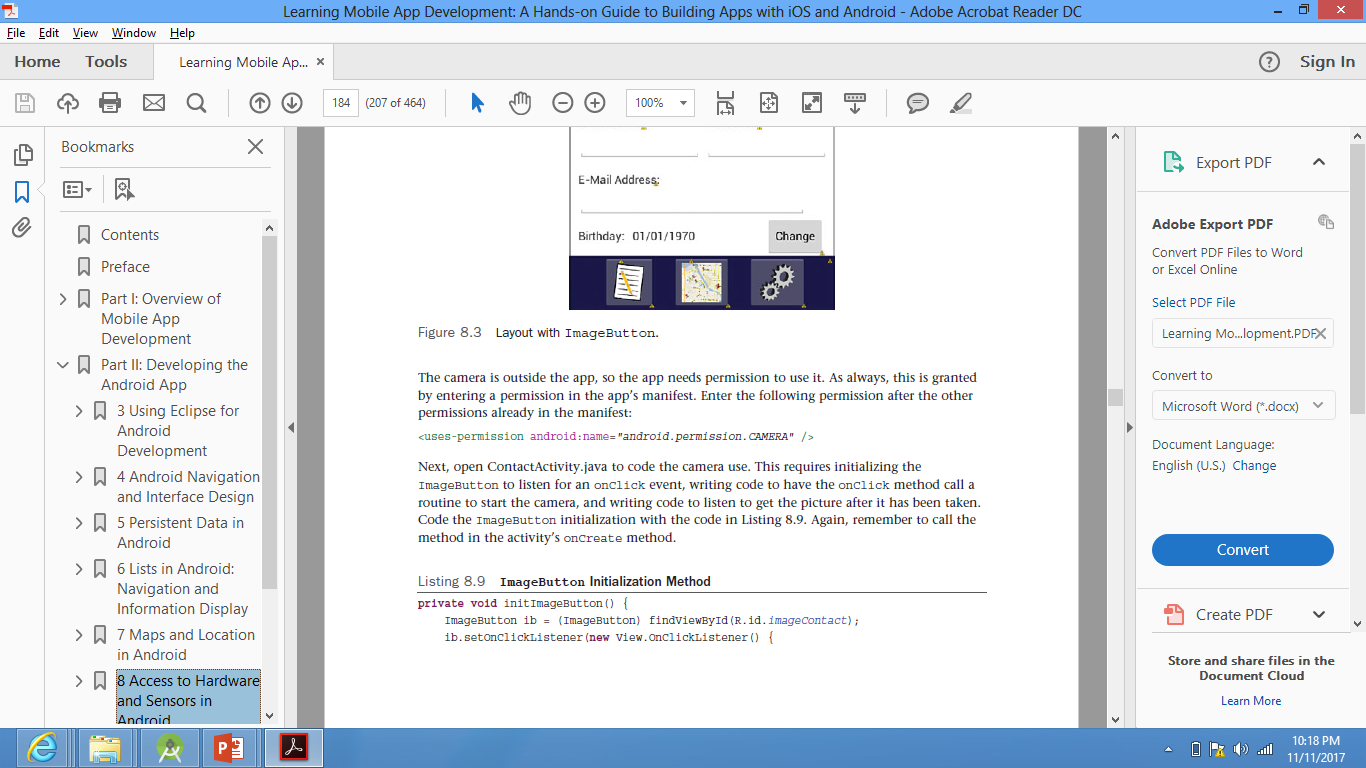 Learning Mobile App Development: A Hands-on Guide to Building Apps with iOS and Android - Adobe Acrobat Reader DC
File Edit View Window Help
Home Tools Learning Mobile Ap... × Sign In
184 (207 of 464) 100%
Bookmarks
Contents
Preface
Part I: Overview of
Mobile App
Development
Part II: Developing the
Android App
3 Using Eclipse for
Android
Development
4 Android Navigation
and Interface Design
5 Persistent Data in
Android
6 Lists in Android:
Navigation and
Information Display
7 Maps and Location
in Android
8 Access to Hardware
and Sensors in
Android
E-Mail Address:
Birthday: 01/01/1970 Change
Figure 8.3 Layout with ImageButton.
The camera is outside the app, so the app needs permission to use it. As always, this is granted
by entering a permission in the app's manifest. Enter the following permission after the other
permissions already in the manifest:
<uses-permission android:name="android.permission.CAMERA" />
Next, open ContactActivity.java to code the camera use. This requires initializing the
ImageButton to listen for an onClick event, writing code to have the onClick method call a
routine to start the camera, and writing code to listen to get the picture after it has been taken.
Code the ImageButton initialization with the code in Listing 8.9. Again, remember to call the
method in the activity's onCreate method.
Listing 8.9 ImageButton Initialization Method
private void initImageButton() {
ImageButton ib = (ImageButton) findViewById(R.id.imageContact);
ib.setOnClickListener(new View.OnClickListener() {
Export PDF
Adobe Export PDF
Convert PDF Files to Word
or Excel Online
Select PDF File
Learning Mo...lopment.PDF
Convert to
Microsoft Word (*.docx)
Document Language:
English (U.S.) Change
Convert
Create PDF
Store and share files in the
Document Cloud
Learn More
10:18 PM
11/11/2017